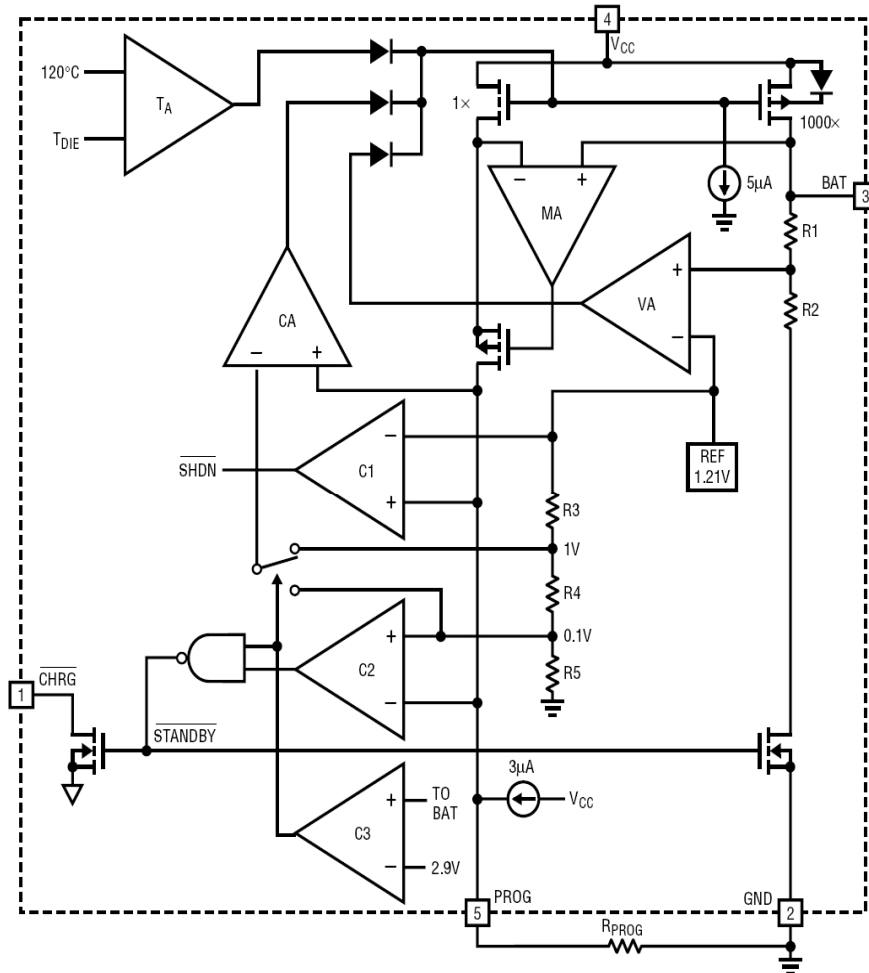 4
VCC
120°C
TA
TDIE
1×
1000×
5µA
BAT
3
− +
MA
R1
+
VA
−
R2
CA
− +
REF
1.21V
SHDN
−
C1
+
R3
1V
R4
0.1V
R5
+
C2
−
1
CHRG
STANDBY
3µA
VCC
+
TO
BAT
C3
−
2.9V
PROG
5
GND
2
RPROG